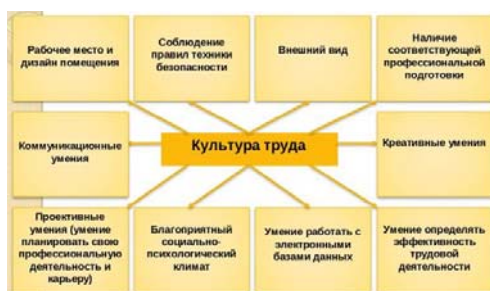 Рабочее место и
дизайн помещения
Соблюдение
правил техники
безопасности
Внешний вид
Наличие
соответствующей
профессиональной
подготовки
Коммуникационные
умения
Культура труда
Креативные умения
Проективные
умения (умение
планировать свою
профессиональную
деятельность и
карьеру)
Благоприятный
социально-
психологический
климат
Умение работать с
электронными
базами данных
Умение определять
эффективность
трудовой
деятельности